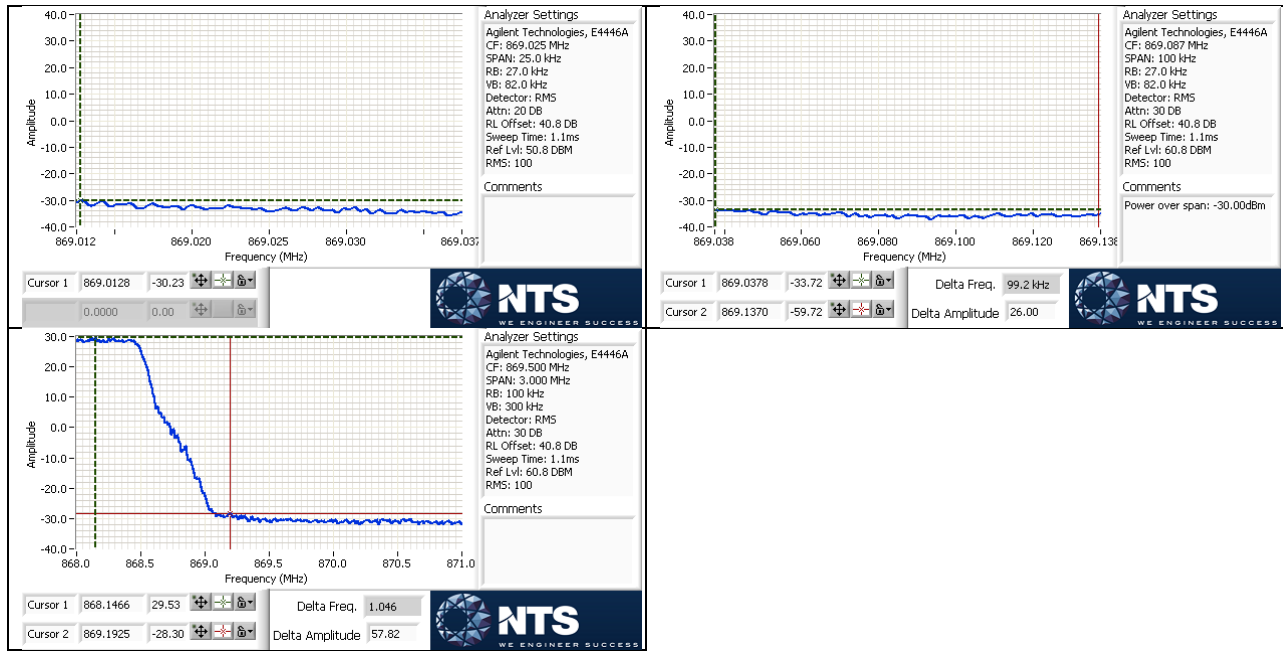 Analyzer Settings
Agilent Technologies, E4446A
CF: 869.025 MHz
SPAN: 25.0 kHz
RB: 27.0 kHz
VB: 82.0 kHz
Detector: RMS
Attn: 20 DB
RL Offset: 40.8 DB
Sweep Time: 1.1ms
Ref Lvl: 50.8 DBM
RMS: 100
Comments
Amplitude
40.0
30.0
20.0
10.0
0.0
-10.0
-20.0
-30.0
-40.0
869.012 869.020 869.025 869.030 869.037
Frequency (MHz)
Cursor 1 869.0128 -30.23
0.0000 0.00
NTS
WE ENGINEER SUCCESS
Analyzer Settings
Agilent Technologies, E4446A
CF: 869.087 MHz
SPAN: 100 kHz
RB: 27.0 kHz
VB: 82.0 kHz
Detector: RMS
Attn: 30 DB
RL Offset: 40.8 DB
Sweep Time: 1.1ms
Ref Lvl: 60.8 DBM
RMS: 100
Comments
Power over span: -30.00dBm
Amplitude
40.0
30.0
20.0
10.0
0.0
-10.0
-20.0
-30.0
-40.0
869.038 869.060 869.080 869.100 869.120 869.138
Frequency (MHz)
Cursor 1 869.0378 -33.72
Cursor 2 869.1370 -59.72
Delta Freq. 99.2 kHz
Delta Amplitude 26.00
NTS
WE ENGINEER SUCCESS
Analyzer Settings
Agilent Technologies, E4446A
CF: 869.500 MHz
SPAN: 3.000 MHz
RB: 100 kHz
VB: 300 kHz
Detector: RMS
Attn: 30 DB
RL Offset: 40.8 DB
Sweep Time: 1.1ms
Ref Lvl: 60.8 DBM
RMS: 100
Comments
Amplitude
30.0
20.0
10.0
0.0
-10.0
-20.0
-30.0
-40.0
868.0 868.5 869.0 869.5 870.0 870.5 871.0
Frequency (MHz)
Cursor 1 868.1466 29.53
Cursor 2 869.1925 -28.30
Delta Freq. 1.046
Delta Amplitude 57.82
NTS
WE ENGINEER SUCCESS